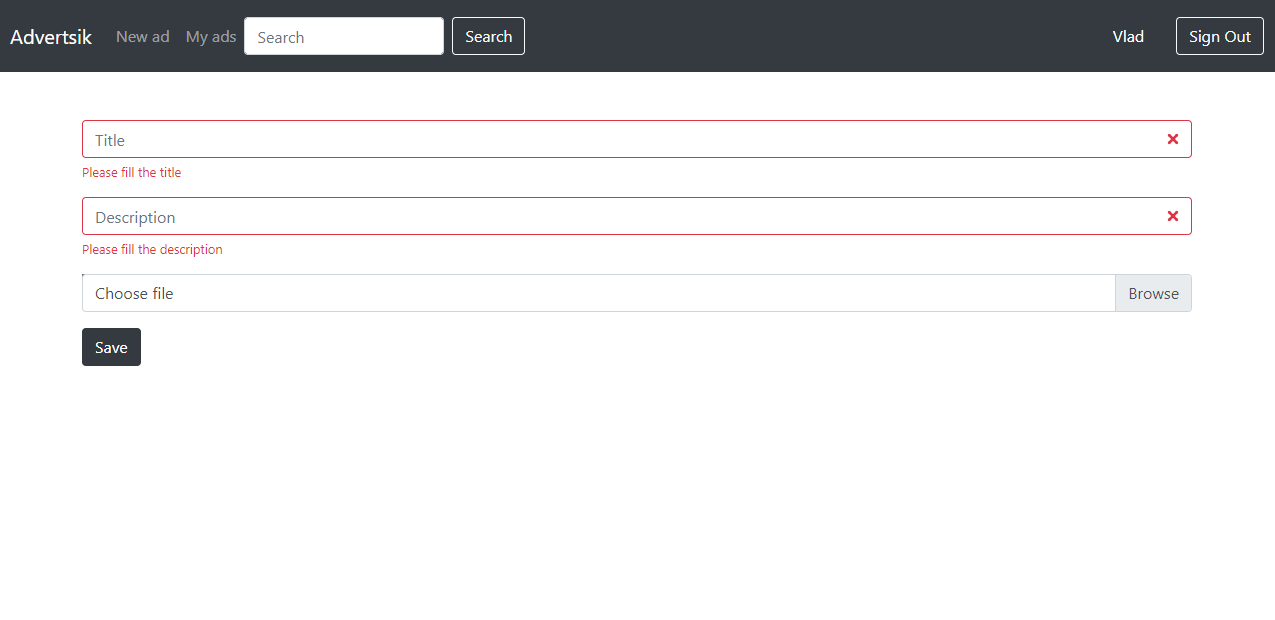 Advertsik New ad My ads Search Search Vlad Sign Out
Title
Please fill the title
Description
Please fill the description
Choose file Browse
Save